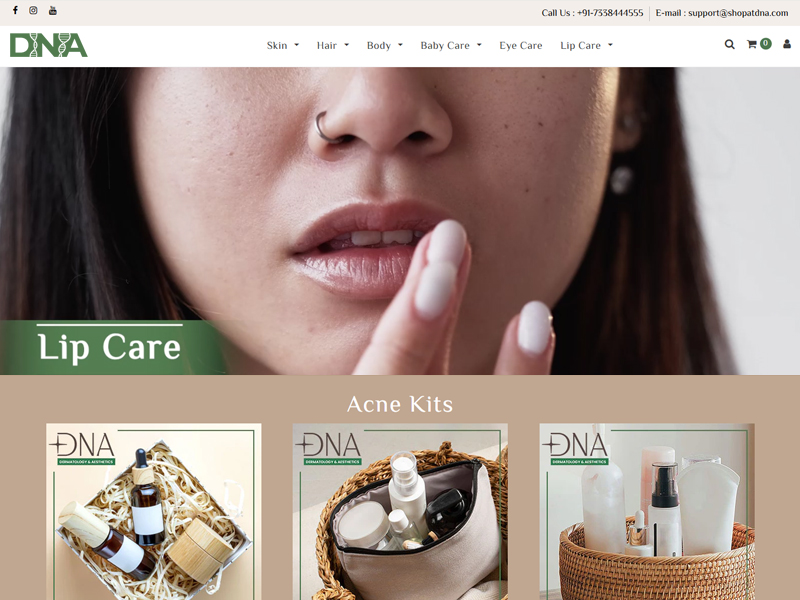 Call Us : +91-7338444555
E-mail : support@shopatdna.com
DNA
Skin
Hair
Body
Baby Care
Eye Care
Lip Care
0
Lip Care
Acne Kits
DNA
DERMATOLOGY & AESTHETICS
DNA
DERMATOLOGY & AESTHETICS
DNA
DERMATOLOGY & AESTHETICS